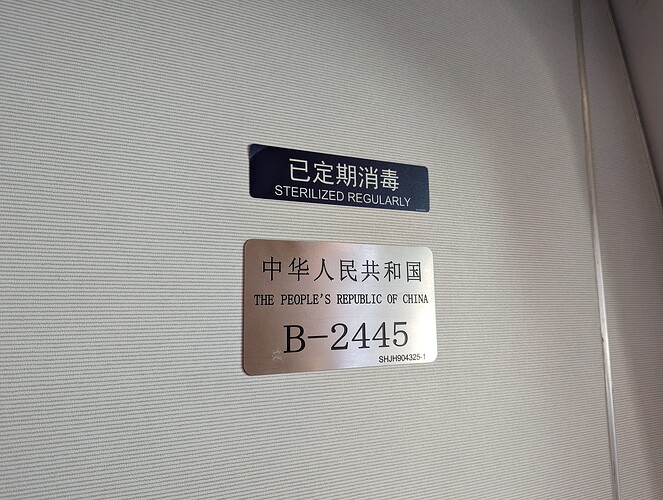 已定期消毒
STERILIZED REGULARLY
中华人民共和国
THE PEOPLE'S REPUBLIC OF CHINA
B-2445
SHJH904325-1